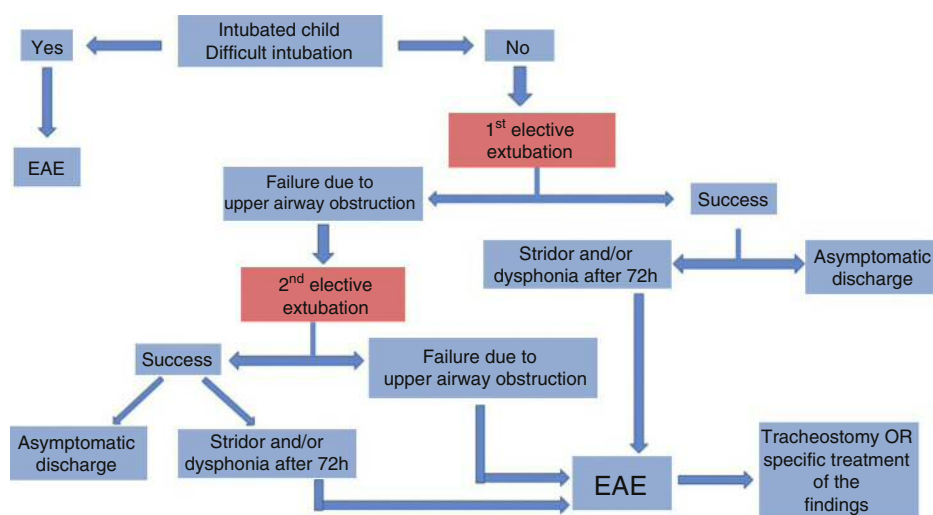 Intubated child
Difficult intubation
Yes
No
EAE
1st elective
extubation
Failure due to
upper airway obstruction
Success
Stridor and/or
dysphonia after 72h
Asymptomatic
discharge
2nd elective
extubation
Success
Failure due to
upper airway obstruction
Asymptomatic
discharge
Stridor and/or
dysphonia after 72h
EAE
Tracheostomy OR
specific treatment
of the
findings